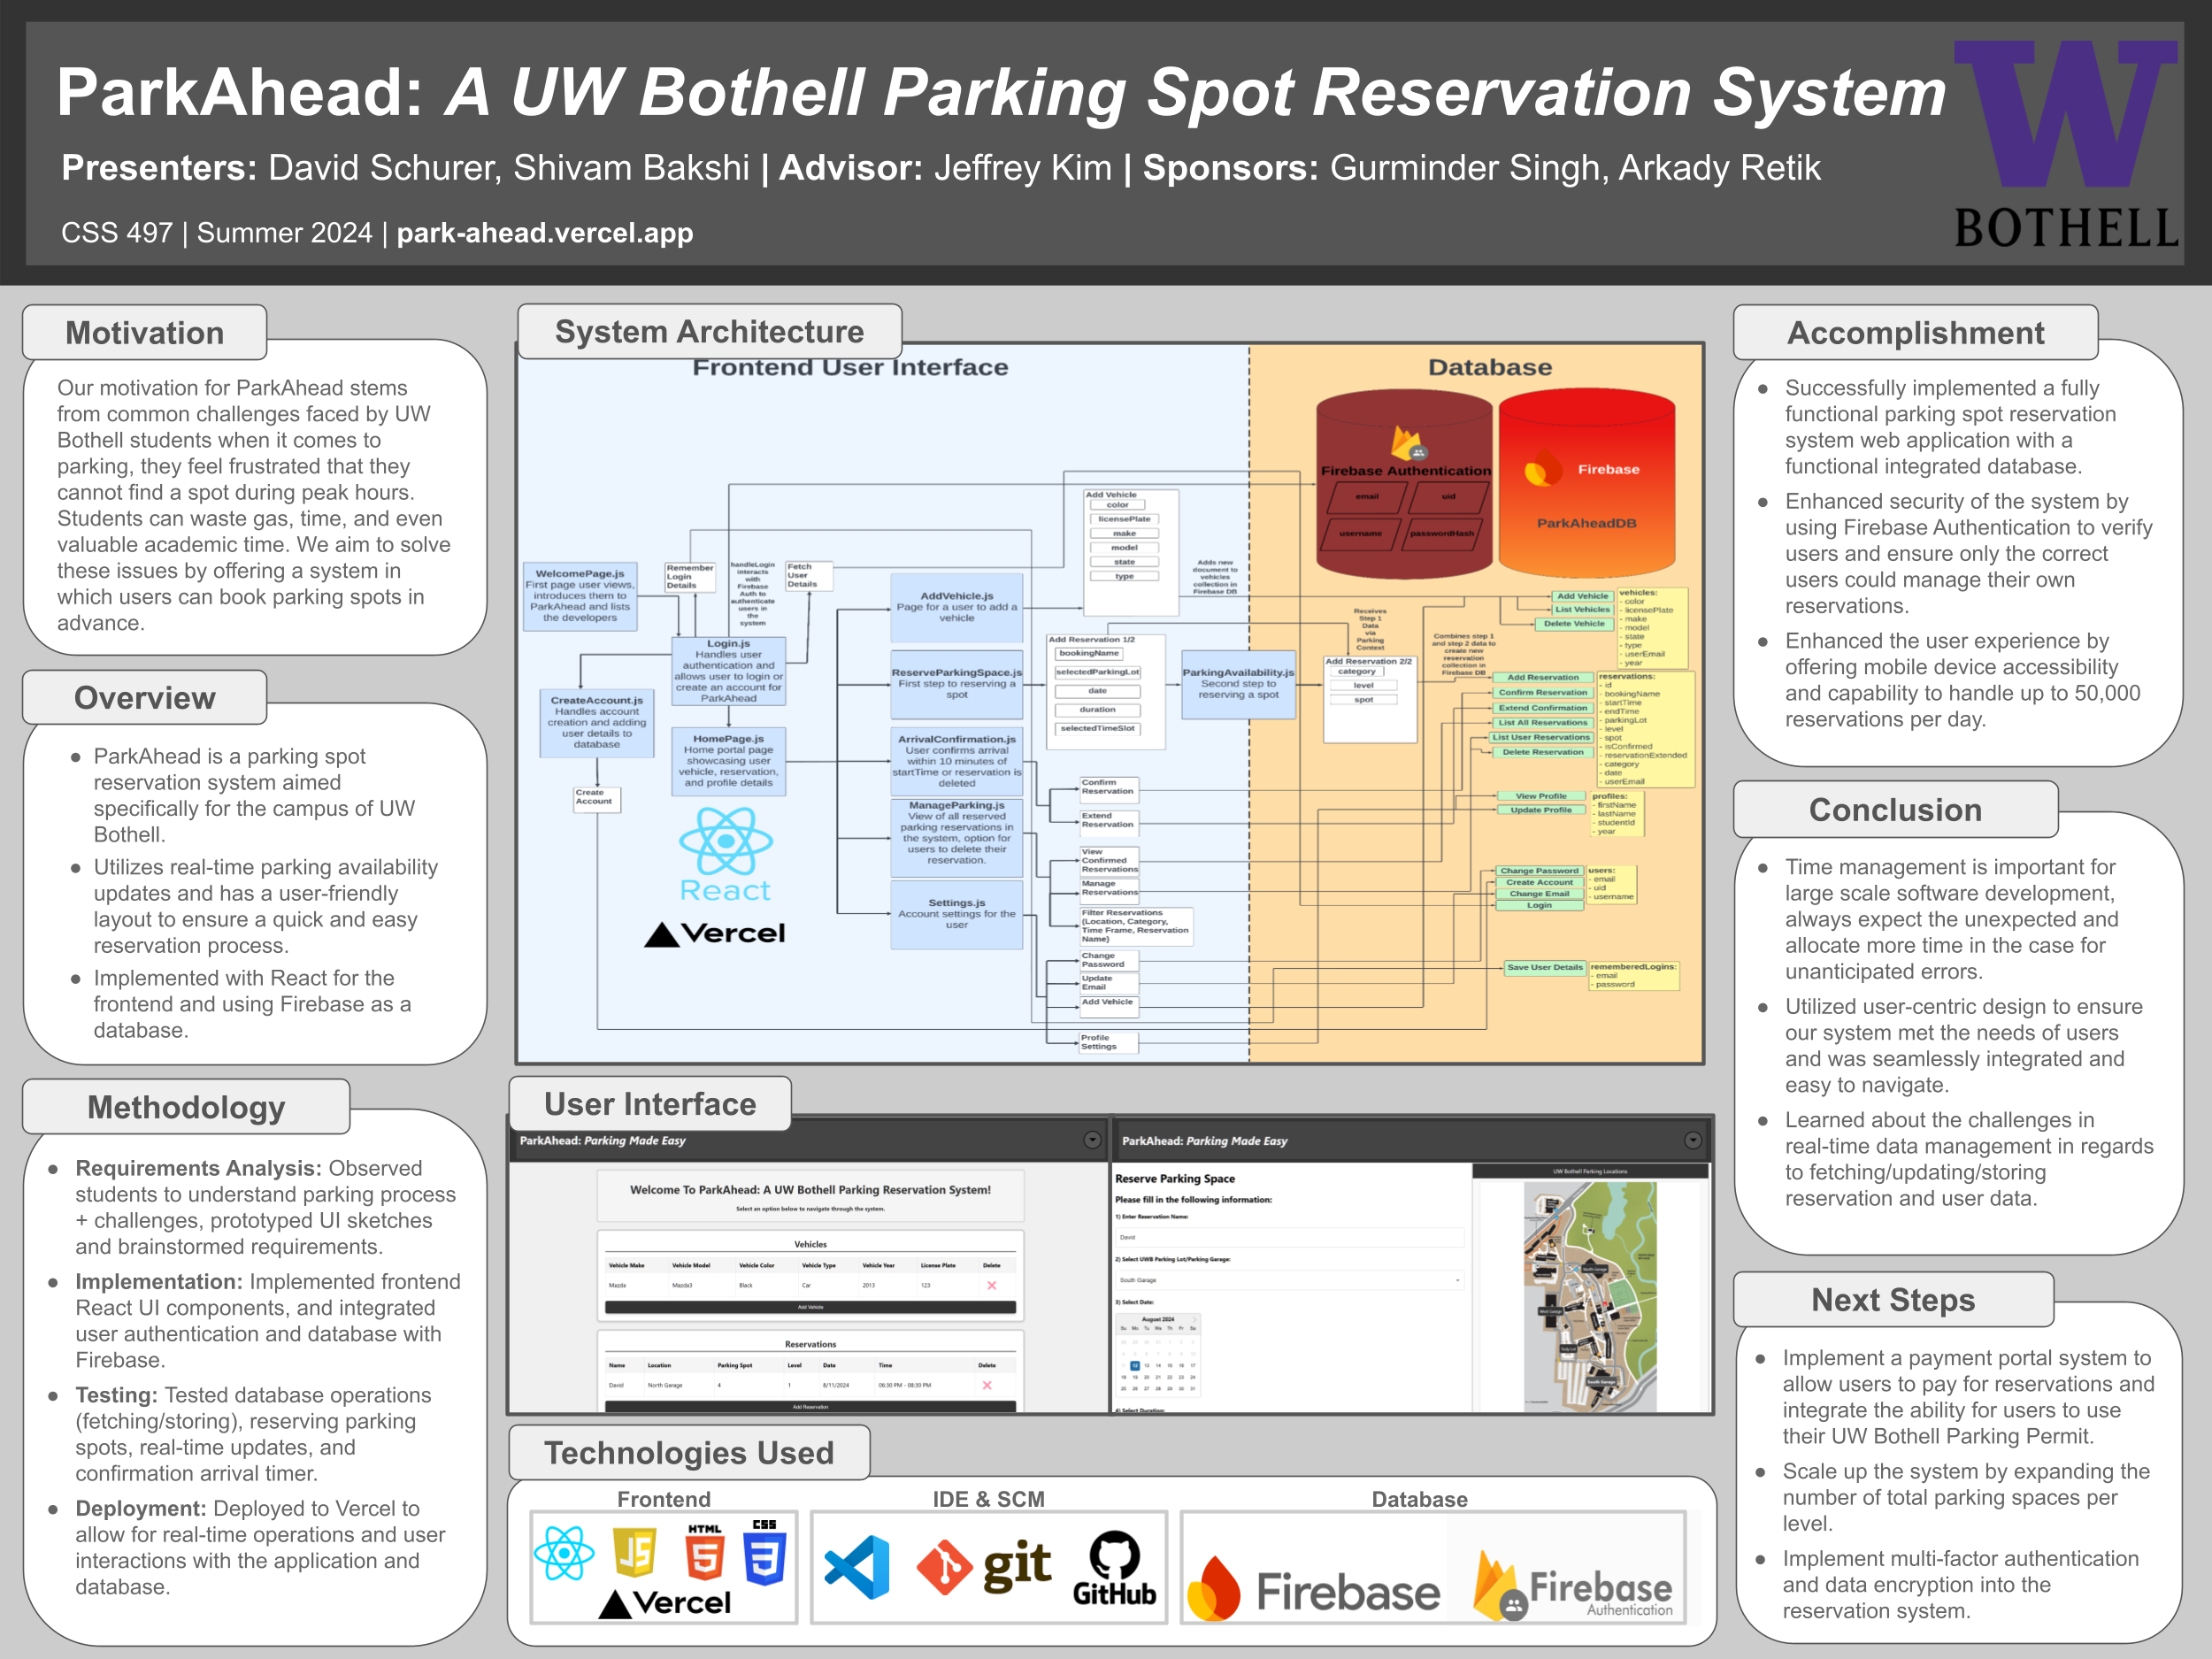 ParkAhead: A UW Bothell Parking Spot Reservation System
Presenters: David Schurer, Shivam Bakshi | Advisor: Jeffrey Kim | Sponsors: Gurminder Singh, Arkady Retik
CSS 497 | Summer 2024 | park-ahead.vercel.app
W
BOTHELL
Motivation
Our motivation for ParkAhead stems
from common challenges faced by UW
Bothell students when it comes to
parking, they feel frustrated that they
cannot find a spot during peak hours.
Students can waste gas, time, and even
valuable academic time. We aim to solve
these issues by offering a system in
which users can book parking spots in
advance.
Overview
● ParkAhead is a parking spot
reservation system aimed
specifically for the campus of UW
Bothell.
● Utilizes real-time parking availability
updates and has a user-friendly
layout to ensure a quick and easy
reservation process.
● Implemented with React for the
frontend and using Firebase as a
database.
Methodology
● Requirements Analysis: Observed
students to understand parking process
+ challenges, prototyped UI sketches
and brainstormed requirements.
● Implementation: Implemented frontend
React UI components, and integrated
user authentication and database with
Firebase.
● Testing: Tested database operations
(fetching/storing), reserving parking
spots, real-time updates, and
confirmation arrival timer.
● Deployment: Deployed to Vercel to
allow for real-time operations and user
interactions with the application and
database.
System Architecture
Frontend User Interface
Database
Firebase Authentication
email
uid
username
passwordHash
Firebase
ParkAheadDB
WelcomePage.js
First page user views,
introduces them to
ParkAhead and lists
the developers
Remember
Login
Details
handleLogin
interacts
with
Firebase
Auth to
authenticate
users in
the
system
Fetch
User
Details
Login.js
Handles user
authentication and
allows user to login or
create an account for
ParkAhead
CreateAccount.js
Handles account
creation and adding
user details to
database
Create
Account
HomePage.js
Home portal page
showcasing user
vehicle, reservation,
and profile details
React
Vercel
AddVehicle.js
Page for a user to add a
vehicle
ReserveParkingSpace.js
First step to reserving a
spot
ArrivalConfirmation.js
User confirms arrival
within 10 minutes of
startTime or reservation is
deleted
ManageParking.js
View of all reserved
parking reservations in
the system, option for
users to delete their
reservation.
Settings.js
Account settings for the
user
Add Vehicle
color
licensePlate
make
model
state
type
Adds new
document to
vehicles
collection in
Firebase DB
Add Reservation 1/2
bookingName
selectedParkingLot
date
duration
selectedTimeSlot
ParkingAvailability.js
Second step to
reserving a spot
Receives
Step 1
Data
via
Parking
Context
Add Reservation 2/2
category
level
spot
Combines step 1
and step 2 data to
create new
reservation
collection in
Firebase DB
Confirm
Reservation
Extend
Reservation
View
Confirmed
Reservations
Manage
Reservations
Filter Reservations
(Location, Category,
Time Frame, Reservation
Name)
Change
Password
Update
Email
Add Vehicle
Profile
Settings
Add Vehicle
List Vehicles
Delete Vehicle
vehicles:
- color
- licensePlate
- make
- model
- state
- type
- userEmail
- year
Add Reservation
Confirm Reservation
Extend Confirmation
List All Reservations
List User Reservations
Delete Reservation
reservations:
- id
- bookingName
- startTime
- endTime
- parkingLot
- level
- spot
- isConfirmed
- reservationExtended
- category
- date
- userEmail
View Profile
Update Profile
profiles:
- firstName
- lastName
- studentId
- year
Change Password
Create Account
Change Email
Login
users:
- email
- uid
- username
Save User Details
rememberedLogins:
- email
- password
User Interface
ParkAhead: Parking Made Easy
Welcome To ParkAhead: A UW Bothell Parking Reservation System!
Select an option below to navigate through the system.
Vehicles
Vehicle Make Vehicle Model Vehicle Color Vehicle Type Vehicle Year License Plate Delete
Mazda Mazda3 Black Car 2013 123
Add Vehicle
Reservations
Name Location Parking Spot Level Date Time Delete
David North Garage 4 1 8/11/2024 06:30 PM - 08:30 PM
Add Reservation
ParkAhead: Parking Made Easy
Reserve Parking Space
Please fill in the following information:
1) Enter Reservation Name:
David
2) Select UWB Parking Lot/Parking Garage:
South Garage
3) Select Date:
August 2024
Su Mo Tu We Th Fr Sa
12 13 14 15 16 17
18 19 20 21 22 23 24
25 26 27 28 29 30 31
4) Select Duration:
UW Bothell Parking Locations
Technologies Used
Frontend
JS
HTML
5
CSS
3
Vercel
IDE & SCM
git
GitHub
Database
Firebase
Firebase
Authentication
Accomplishment
● Successfully implemented a fully
functional parking spot reservation
system web application with a
functional integrated database.
● Enhanced security of the system by
using Firebase Authentication to verify
users and ensure only the correct
users could manage their own
reservations.
● Enhanced the user experience by
offering mobile device accessibility
and capability to handle up to 50,000
reservations per day.
Conclusion
● Time management is important for
large scale software development,
always expect the unexpected and
allocate more time in the case for
unanticipated errors.
● Utilized user-centric design to ensure
our system met the needs of users
and was seamlessly integrated and
easy to navigate.
● Learned about the challenges in
real-time data management in regards
to fetching/updating/storing
reservation and user data.
Next Steps
● Implement a payment portal system to
allow users to pay for reservations and
integrate the ability for users to use
their UW Bothell Parking Permit.
● Scale up the system by expanding the
number of total parking spaces per
level.
● Implement multi-factor authentication
and data encryption into the
reservation system.